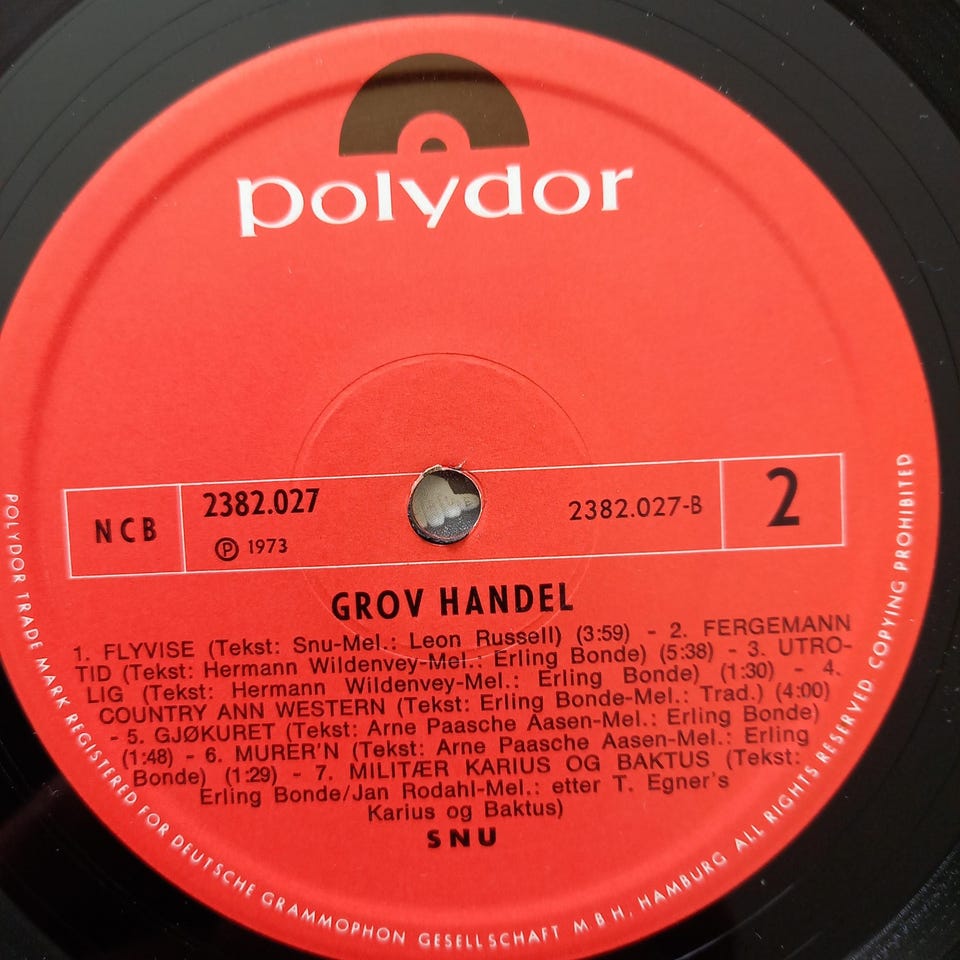 polydor
NCB
2382.027
℗ 1973
2382.027-B
2
GROV HANDEL
1. FLYVISE (Tekst: Snu-Mel.: Leon Russell) (3:59) - 2. FERGEMANN
TID (Tekst: Hermann Wildenvey-Mel.: Erling Bonde) (5:38) - 3. UTRO-
LIG (Tekst: Hermann Wildenvey-Mel.: Erling Bonde) (1:30) - 4.
COUNTRY ANN WESTERN (Tekst: Erling Bonde-Mel.: Trad.) (4:00)
- 5. GJØKURET (Tekst: Arne Paasche Aasen-Mel.: Erling Bonde)
(1:48) - 6. MURER'N (Tekst: Arne Paasche Aasen-Mel.: Erling
Bonde) (1:29) - 7. MILITÆR KARIUS OG BAKTUS (Tekst:
Erling Bonde/Jan Rodahl-Mel.: etter T. Egner's
Karius og Baktus)
SNU
POLYDOR TRADE MARK REGISTERED FOR DEUTSCHE GRAMMOPHON GESELLSCHAFT M B H, HAMBURG ALL RIGHTS RESERVED COPYING PROHIBITED